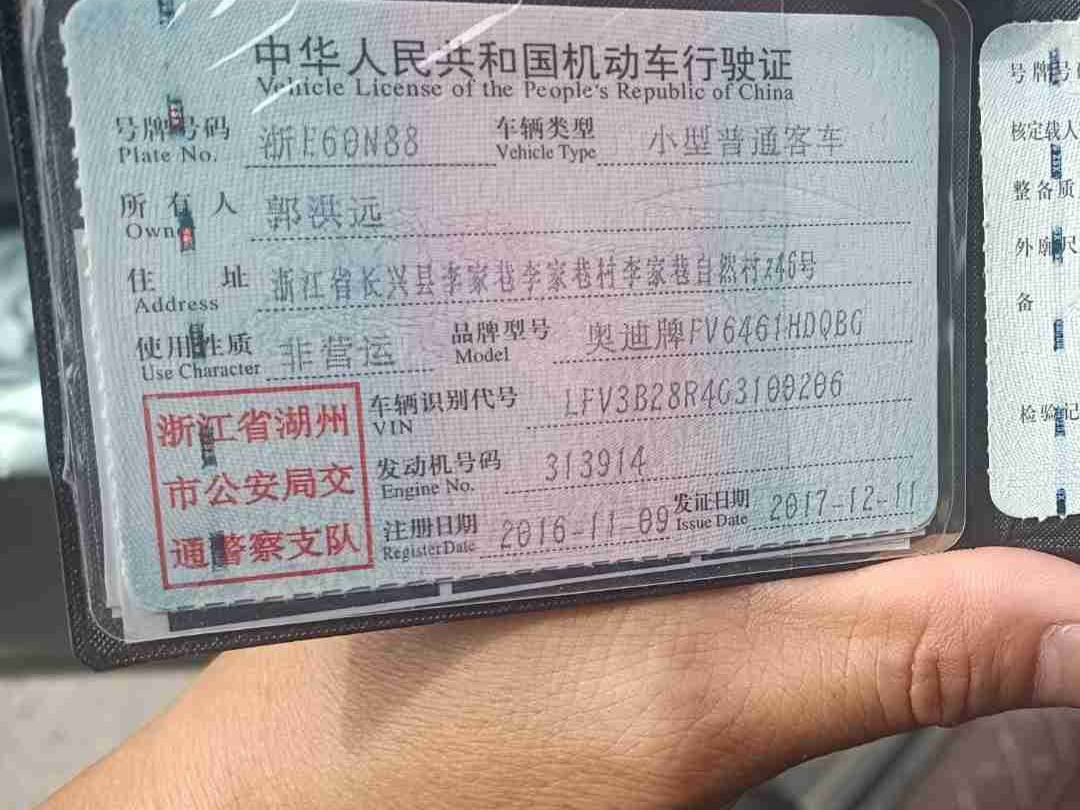 中华人民共和国机动车行驶证
Vehicle License of the People's Republic of China
号牌号码 浙E60N88 车辆类型 小型普通客车
Plate No. Vehicle Type
所有人 郭洪远
Owne
住址 浙江省长兴县李家巷李家巷村李家巷自然村246号
Address
使用性质 非营运 品牌型号 奥迪牌FV6461HDQBG
Use Character Model
车辆识别代号 LFV3B28R4G3100206
VIN
发动机号码 313914
Engine No.
注册日期 2016-11-09 发证日期 2017-12-11
Register Date Issue Date
浙江省湖州
市公安局交
通警察支队
号牌号
核定载人
整备质
外廓尺
备
检验记